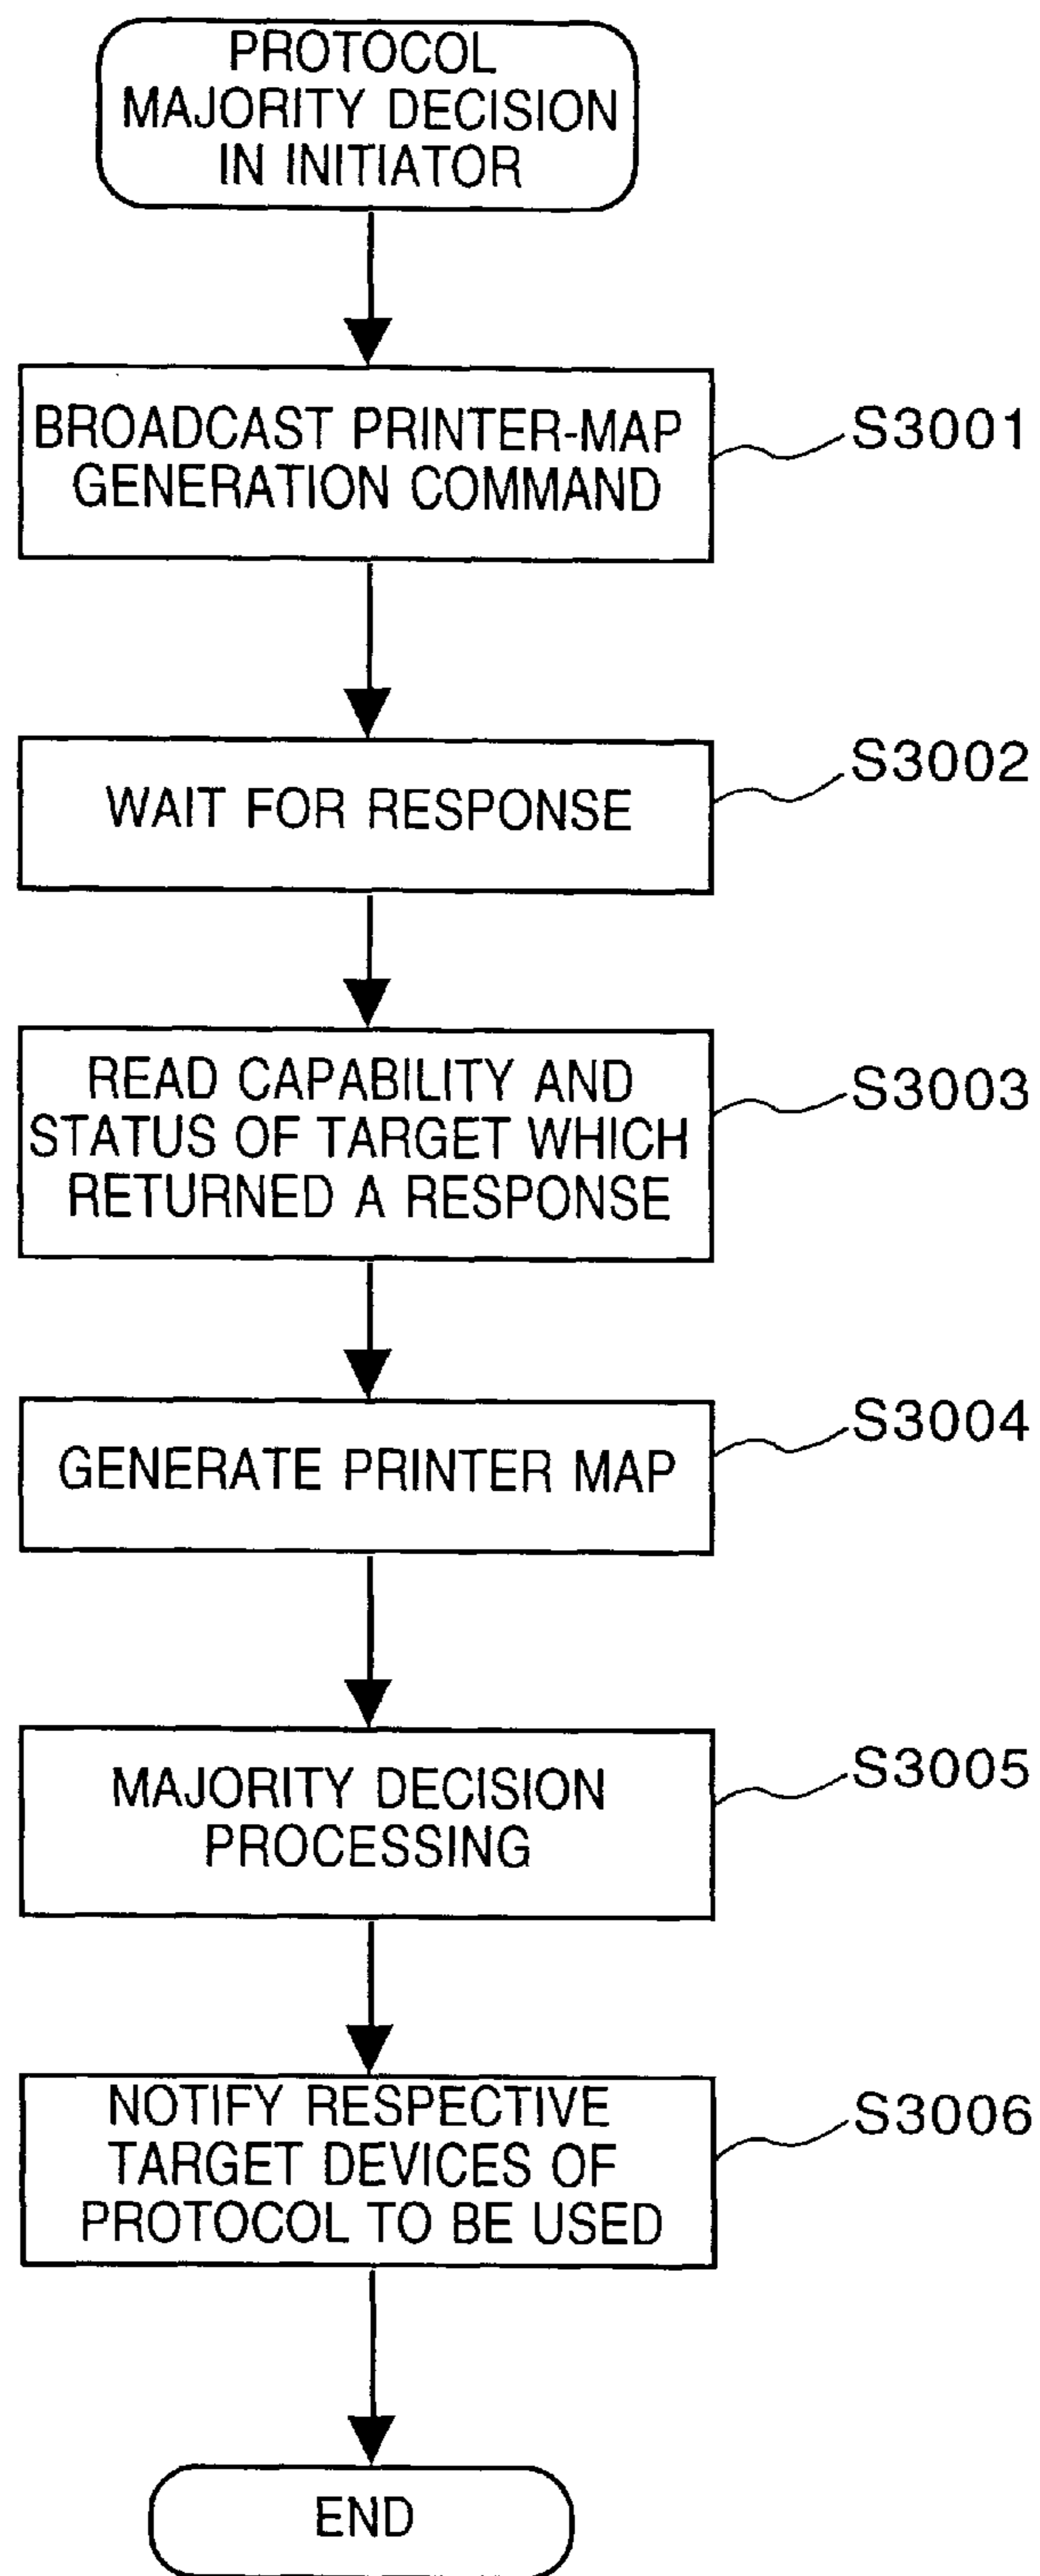 PROTOCOL
MAJORITY DECISION
IN INITIATOR
BROADCAST PRINTER-MAP
GENERATION COMMAND
S3001
WAIT FOR RESPONSE
S3002
READ CAPABILITY AND
STATUS OF TARGET WHICH
RETURNED A RESPONSE
S3003
GENERATE PRINTER MAP
S3004
MAJORITY DECISION
PROCESSING
S3005
NOTIFY RESPECTIVE
TARGET DEVICES OF
PROTOCOL TO BE USED
S3006
END